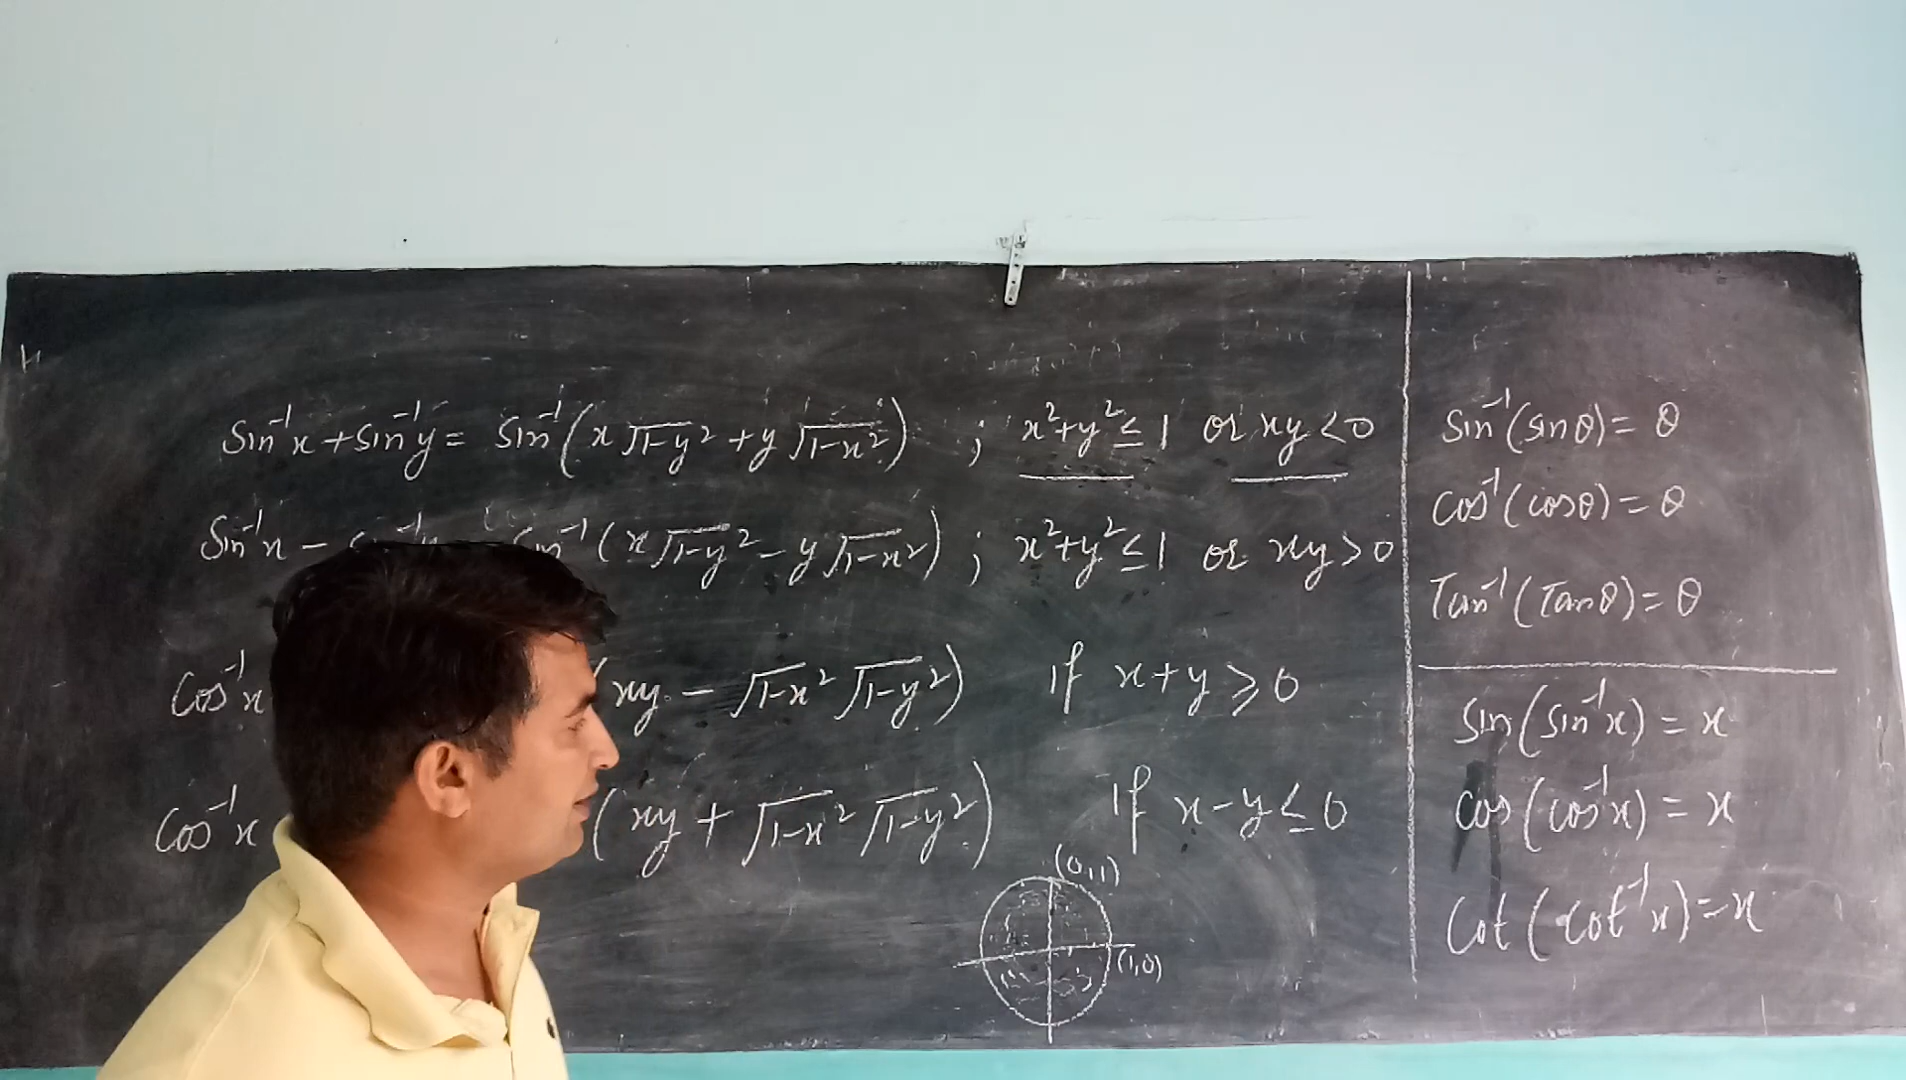 Sin⁻¹x + Sin⁻¹y = Sin⁻¹(x√1-y² + y√1-x²) ; x²+y² ≤ 1 or xy < 0
Sin⁻¹x - Sin⁻¹(x√1-y² - y√1-x²) ; x²+y² ≤ 1 or xy > 0
Cos⁻¹x (xy - √1-x² √1-y²) if x+y ≥ 0
Cos⁻¹x (xy + √1-x² √1-y²) if x-y ≤ 0
(0,1)
(1,0)
Sin⁻¹(sinθ) = θ
Cos⁻¹(cosθ) = θ
Tan⁻¹(Tanθ) = θ
Sin(Sin⁻¹x) = x
Cos(cos⁻¹x) = x
Cot(cot⁻¹x) = x